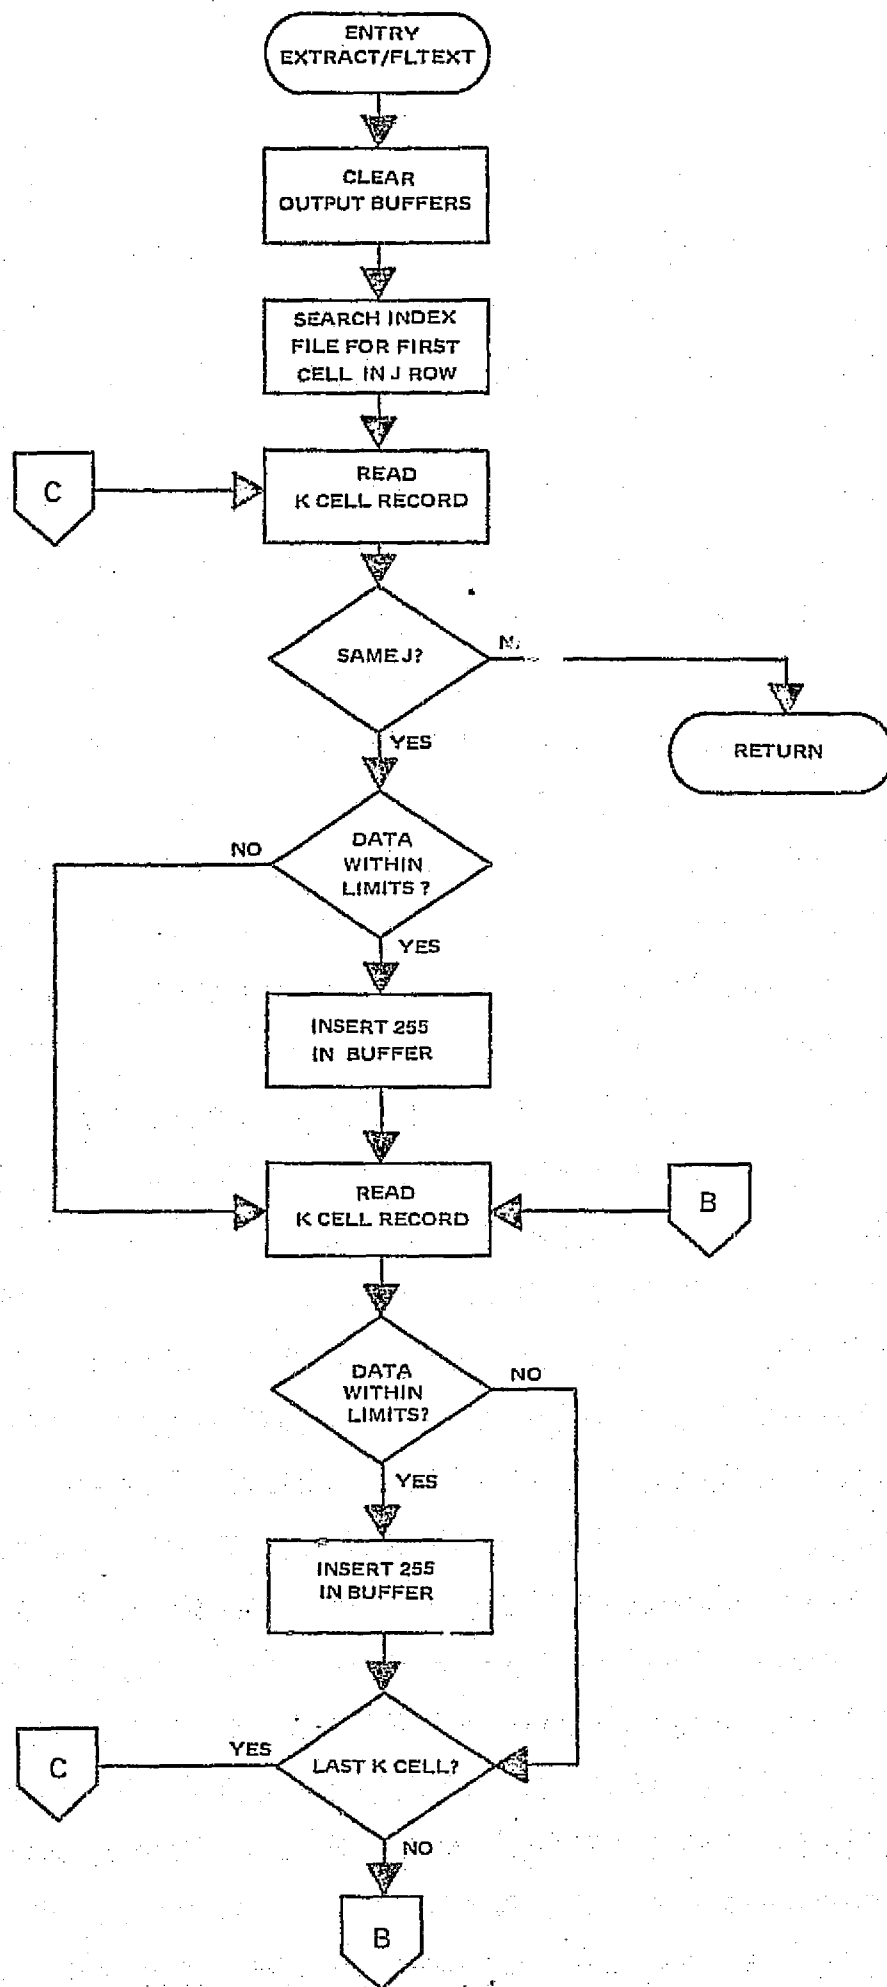 ENTRY
EXTRACT/FLTEXT
CLEAR
OUTPUT BUFFERS
SEARCH INDEX
FILE FOR FIRST
CELL IN J ROW
C
READ
K CELL RECORD
SAME J?
YES
RETURN
NO
DATA
WITHIN
LIMITS?
YES
INSERT 255
IN BUFFER
READ
K CELL RECORD
B
DATA
WITHIN
LIMITS?
NO
YES
INSERT 255
IN BUFFER
C
YES
LAST K CELL?
NO
B